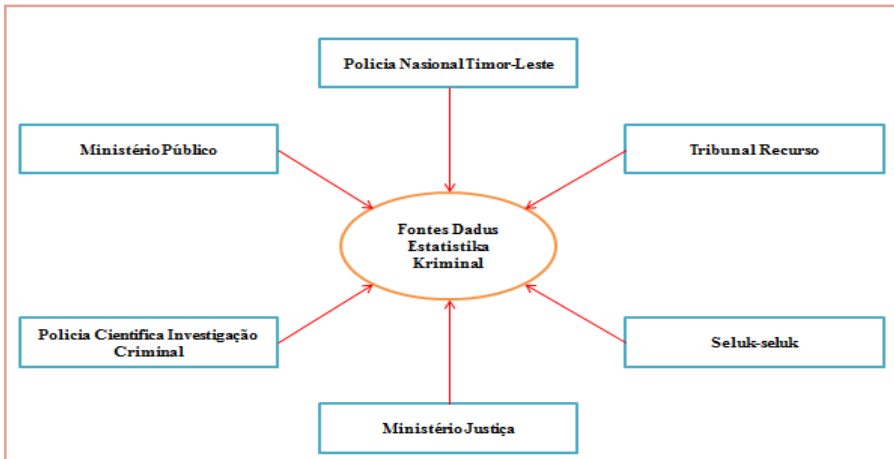 Policia Nasional Timor-Leste
Ministério Público
Tribunal Recurso
Fontes Dadus
Estatistika
Kriminal
Policia Cientifica Investigação
Criminal
Seluk-seluk
Ministério Justiça